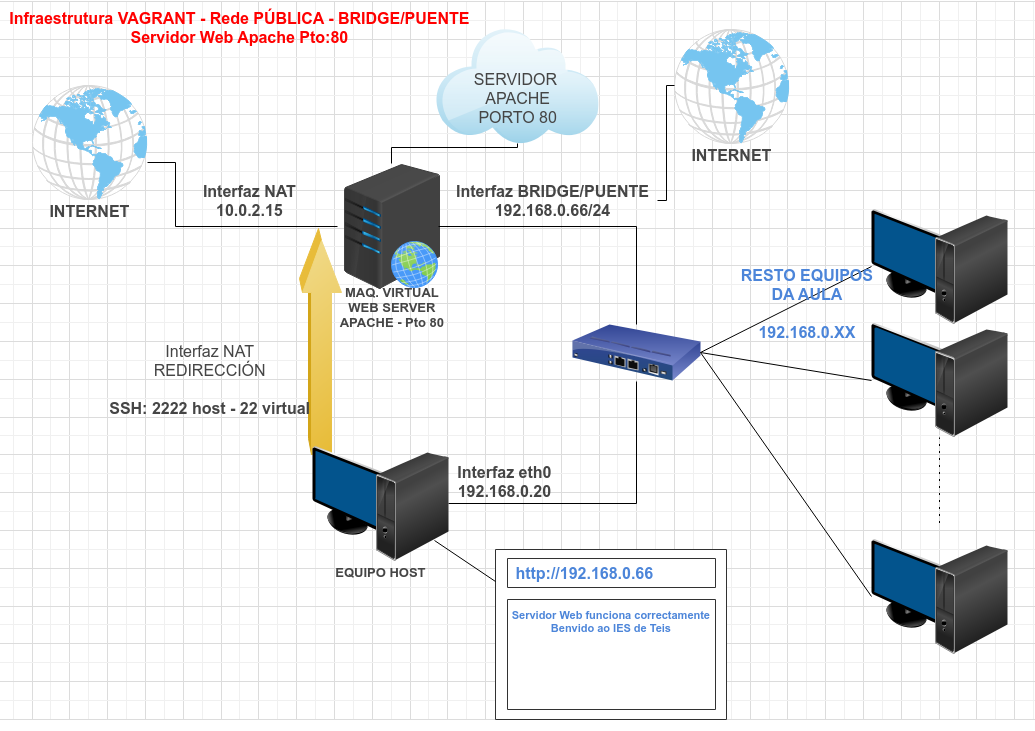 Infraestrutura VAGRANT - Rede PÚBLICA - BRIDGE/PUENTE
Servidor Web Apache Pto:80
SERVIDOR
APACHE
PORTO 80
INTERNET
INTERNET
Interfaz NAT
10.0.2.15
Interfaz BRIDGE/PUENTE
192.168.0.66/24
MAQ. VIRTUAL
WEB SERVER
APACHE - Pto 80
RESTO EQUIPOS
DA AULA
192.168.0.XX
Interfaz NAT
REDIRECCIÓN
SSH: 2222 host - 22 virtual
Interfaz eth0
192.168.0.20
EQUIPO HOST
http://192.168.0.66
Servidor Web funciona correctamente
Benvido ao IES de Teis